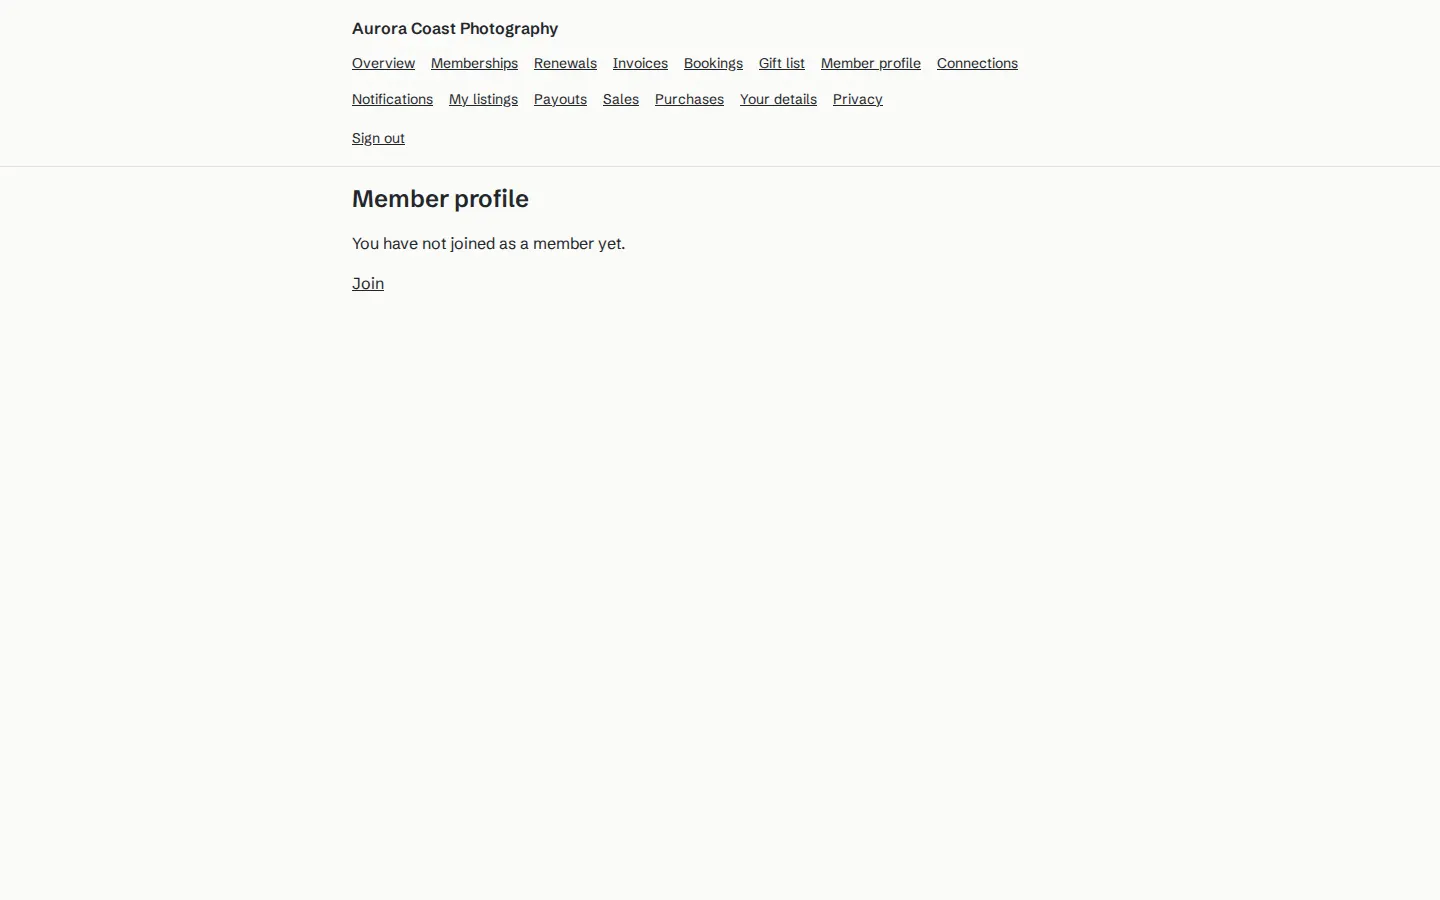 Aurora Coast Photography
Overview Memberships Renewals Invoices Bookings Gift list Member profile Connections
Notifications My listings Payouts Sales Purchases Your details Privacy
Sign out
Member profile
You have not joined as a member yet.
Join